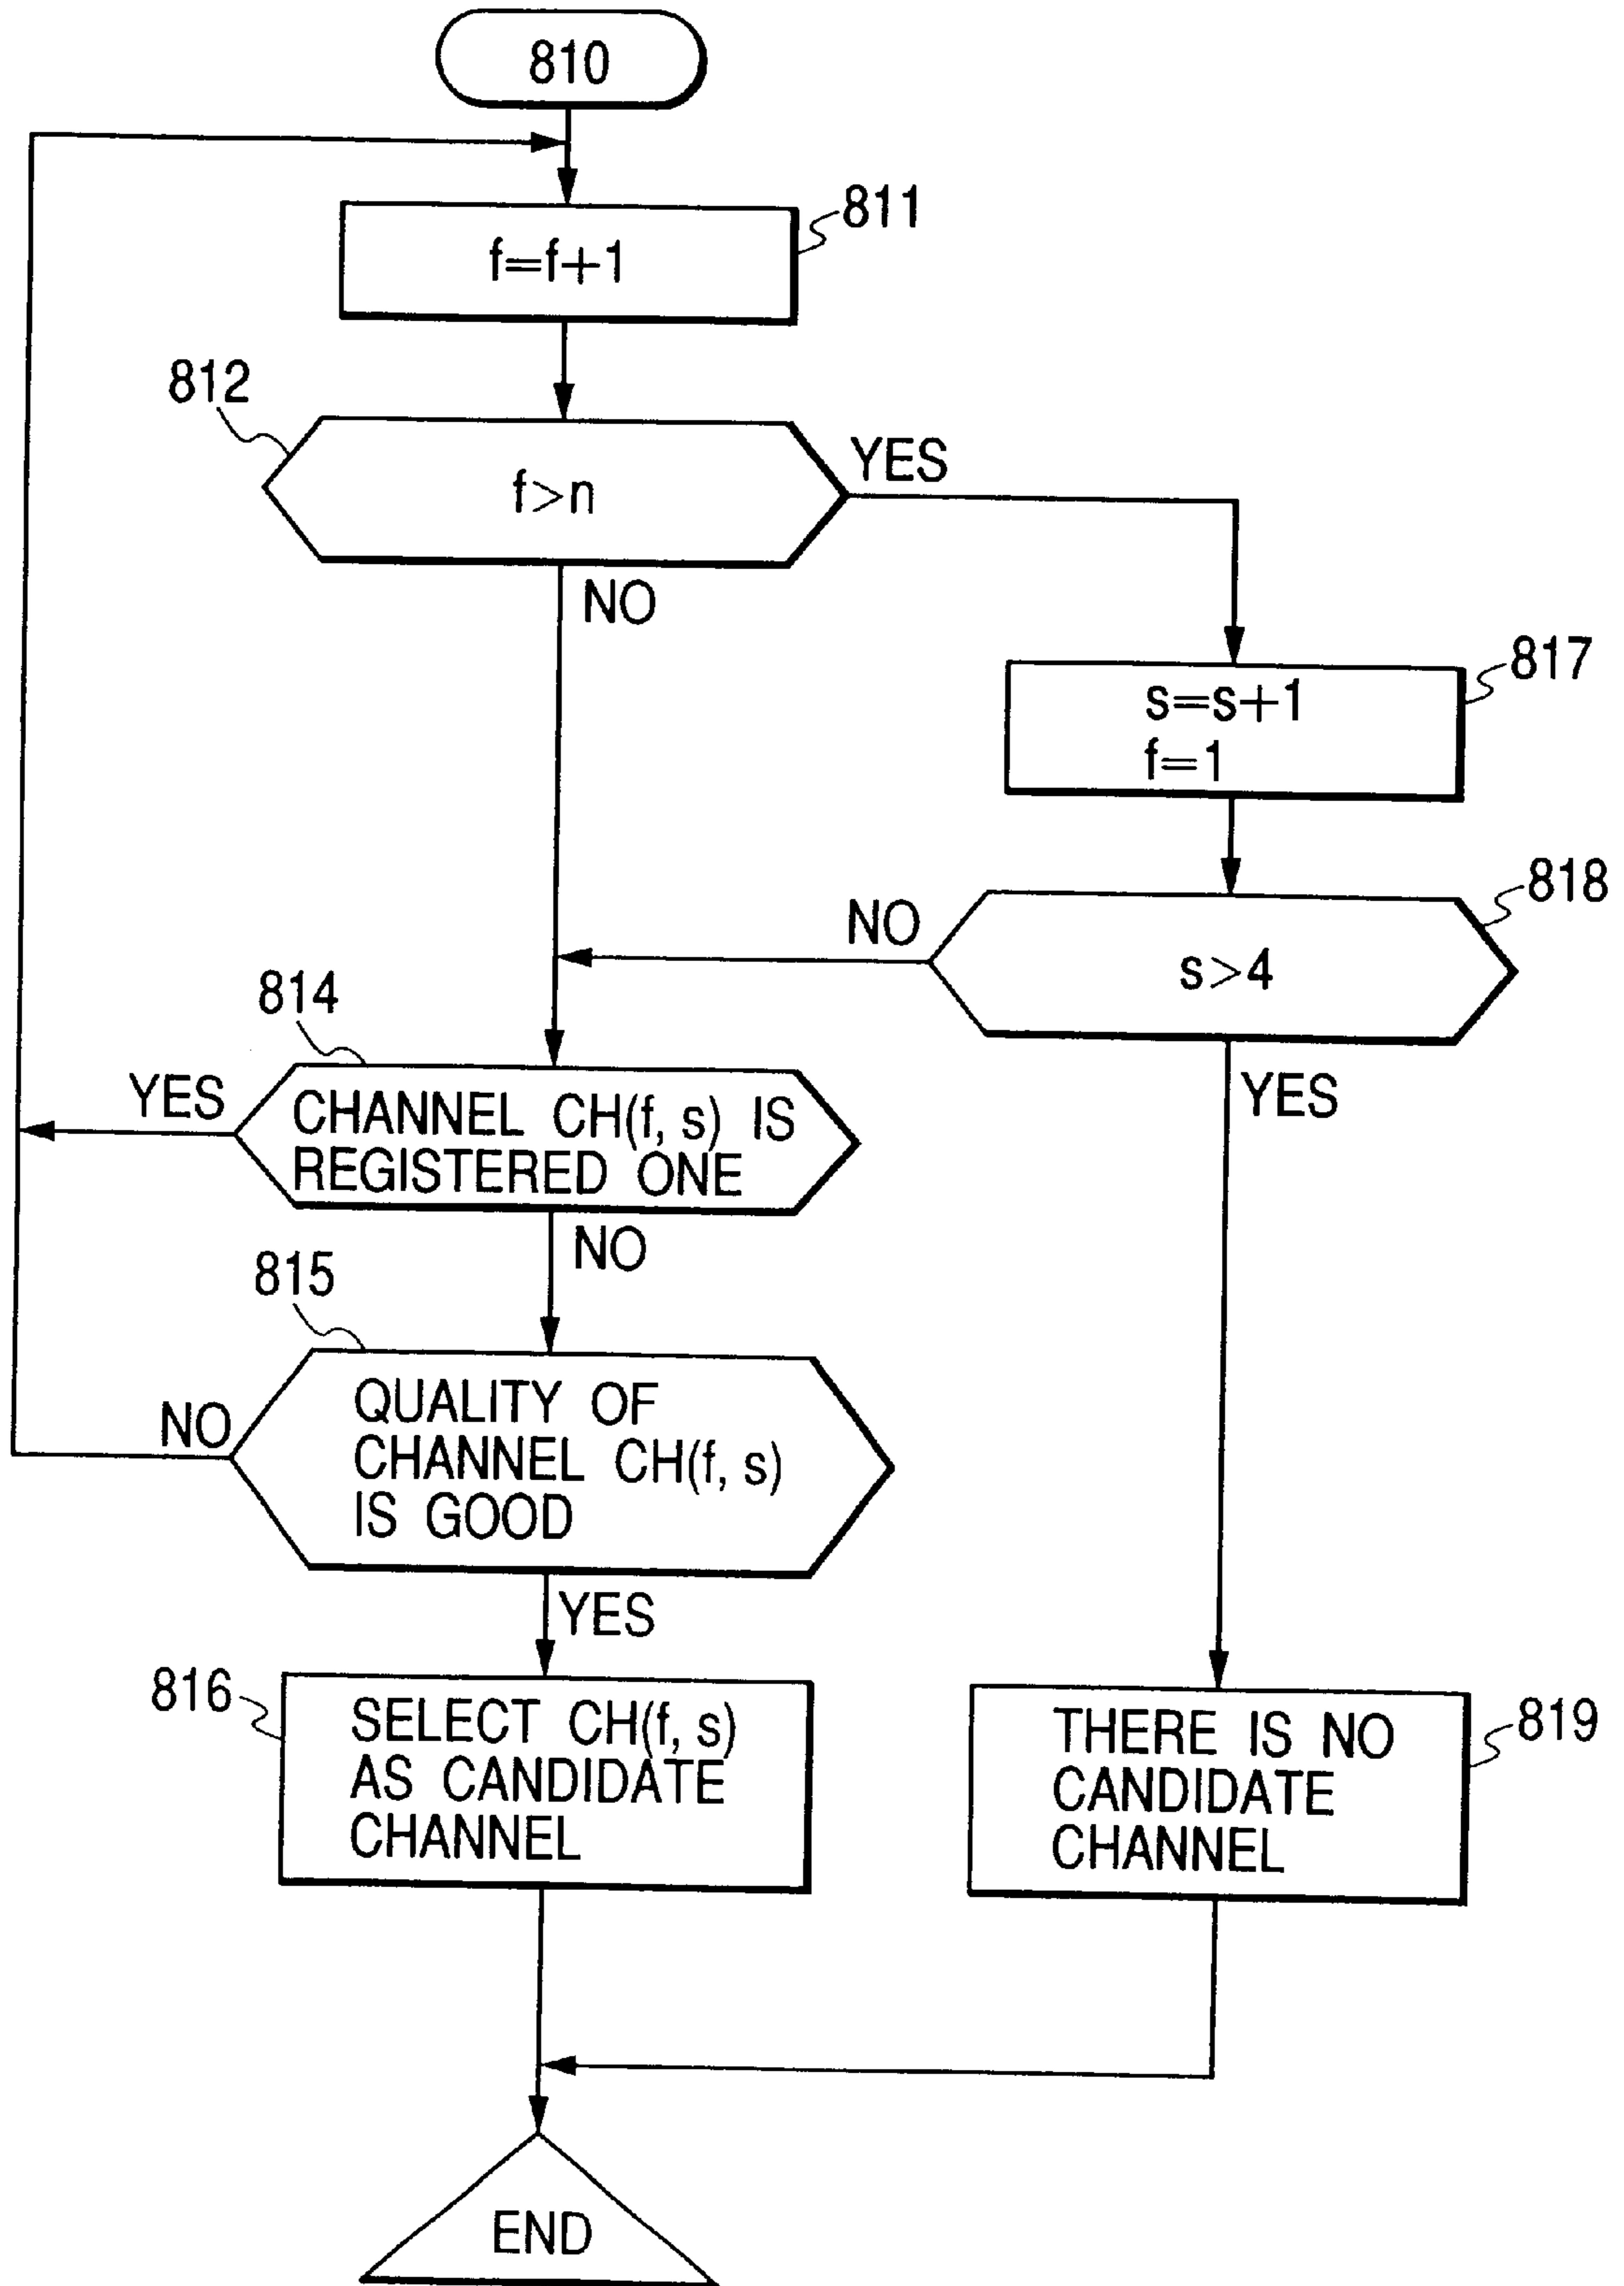 810
811
f=f+1
812
f>n
YES
NO
817
s=s+1
f=1
818
s>4
NO
YES
814
CHANNEL CH(f, s) IS
REGISTERED ONE
YES
NO
815
QUALITY OF
CHANNEL CH(f, s)
IS GOOD
NO
YES
816
SELECT CH(f, s)
AS CANDIDATE
CHANNEL
819
THERE IS NO
CANDIDATE
CHANNEL
END